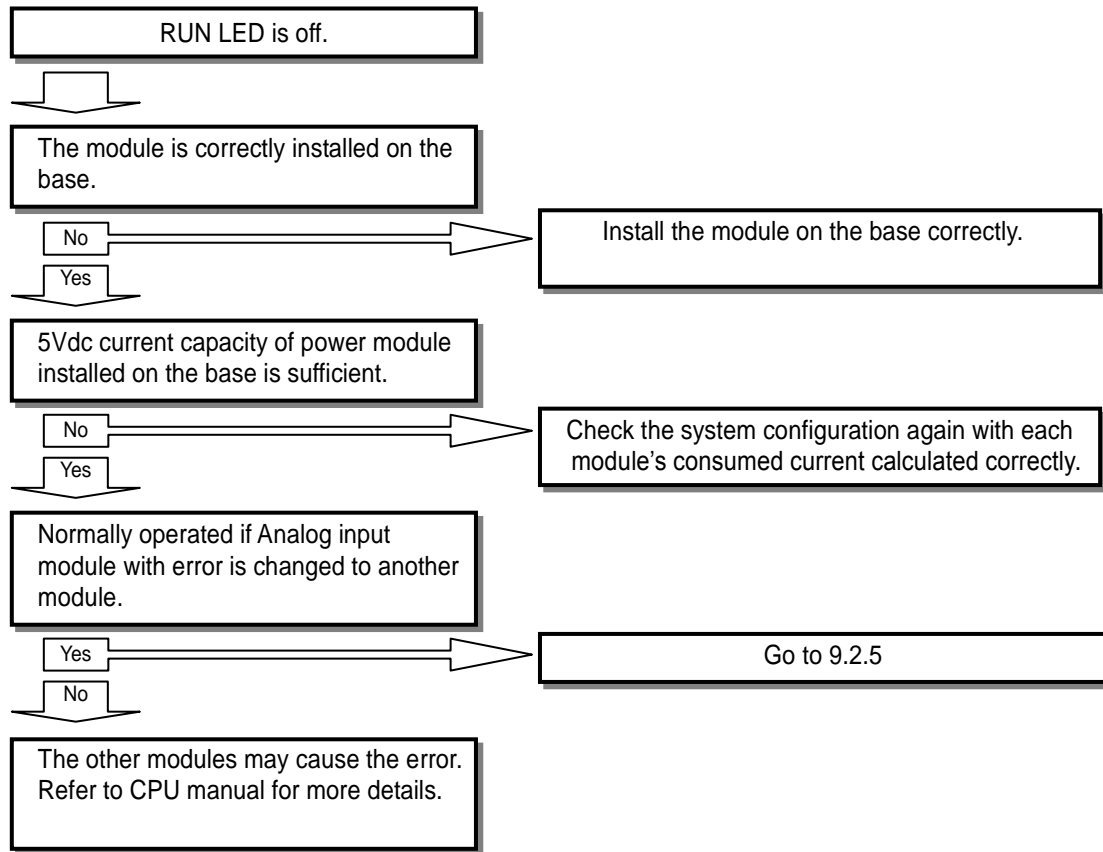 RUN LED is off.
The module is correctly installed on the
base.
No
Install the module on the base correctly.
Yes
5Vdc current capacity of power module
installed on the base is sufficient.
No
Check the system configuration again with each
module’s consumed current calculated correctly.
Yes
Normally operated if Analog input
module with error is changed to another
module.
Yes
Go to 9.2.5
No
The other modules may cause the error.
Refer to CPU manual for more details.